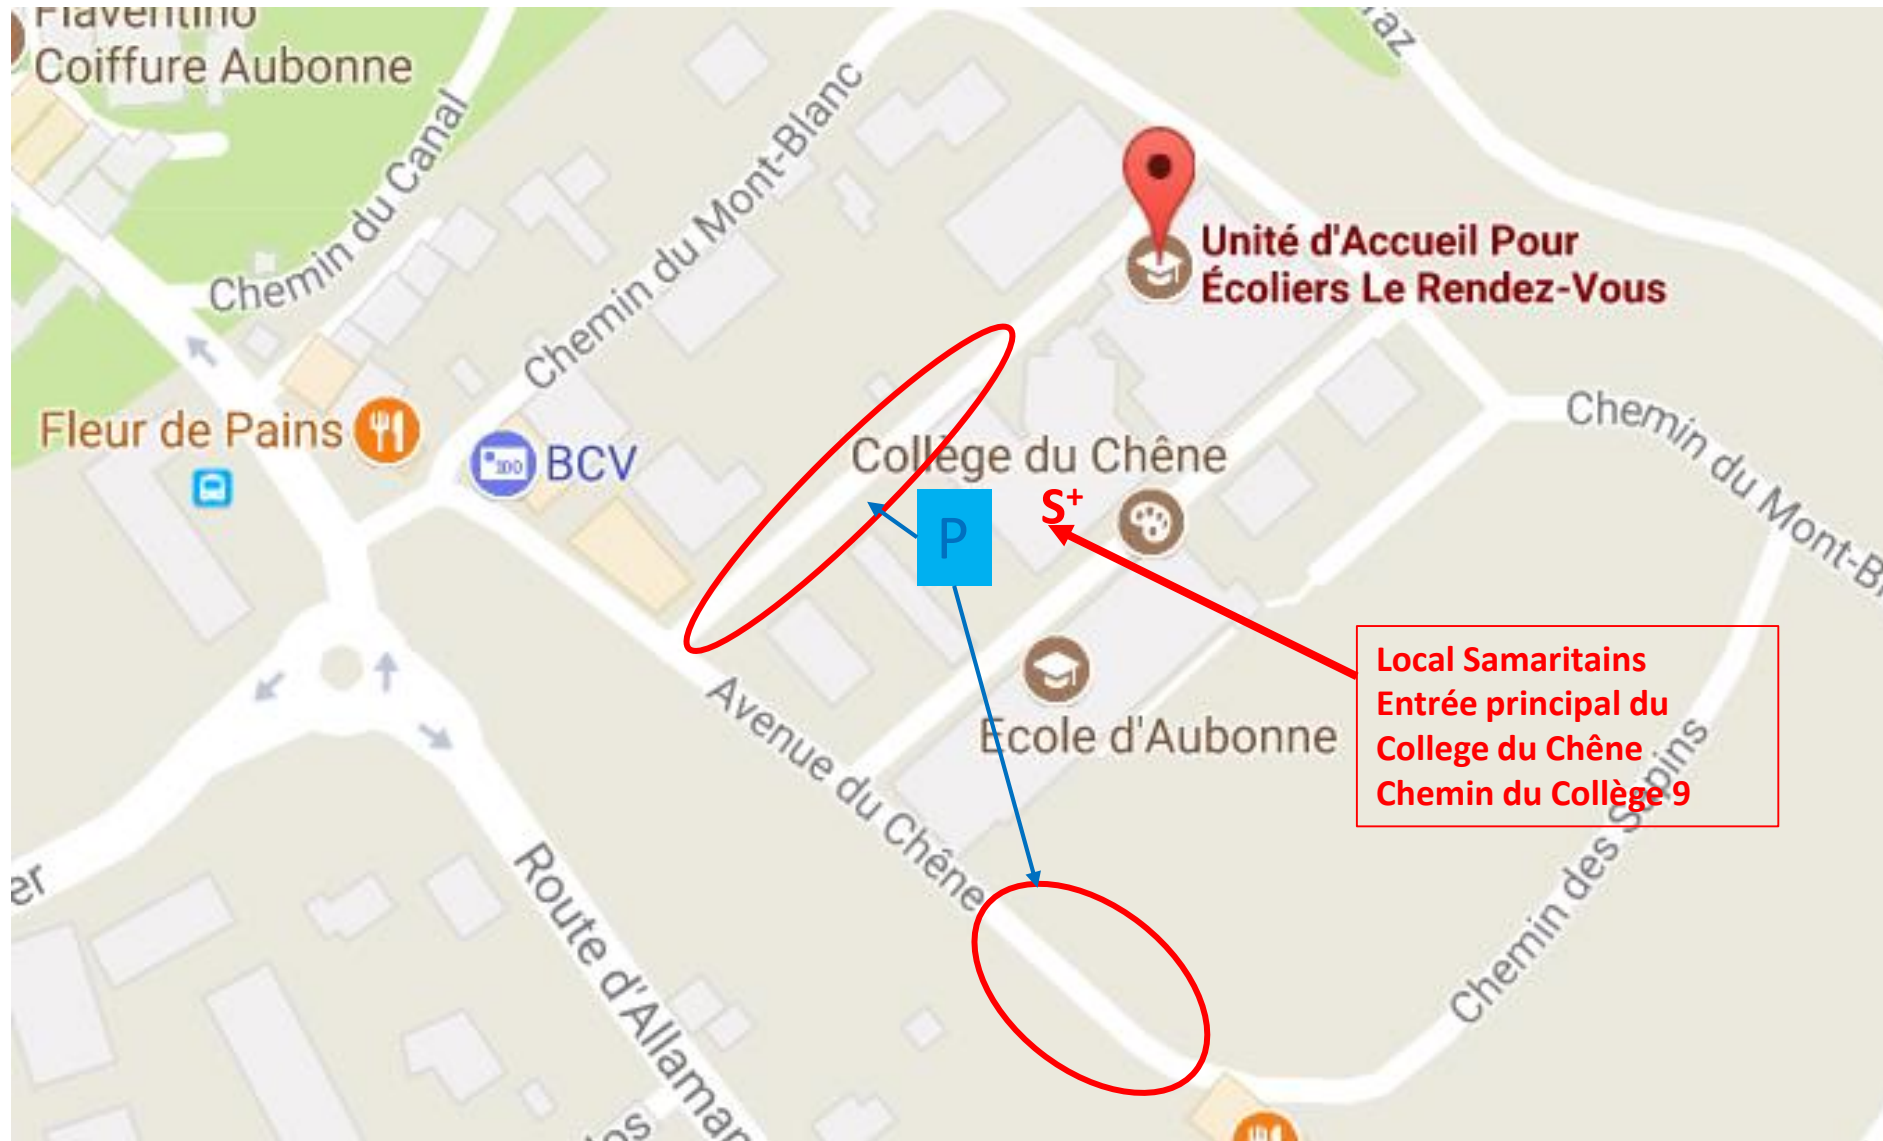 Flaventino
Coiffure Aubonne
Chemin du Canal
Chemin du Mont-Blanc
Unité d'Accueil Pour
Écoliers Le Rendez-Vous
Fleur de Pains
BCV
Collège du Chêne
Chemin du Mont-B
P
S+
Local Samaritains
Entrée principal du
College du Chêne
Chemin du Collège 9
Ecole d'Aubonne
Avenue du Chêne
Route d'Allaman
Chemin des Sapins